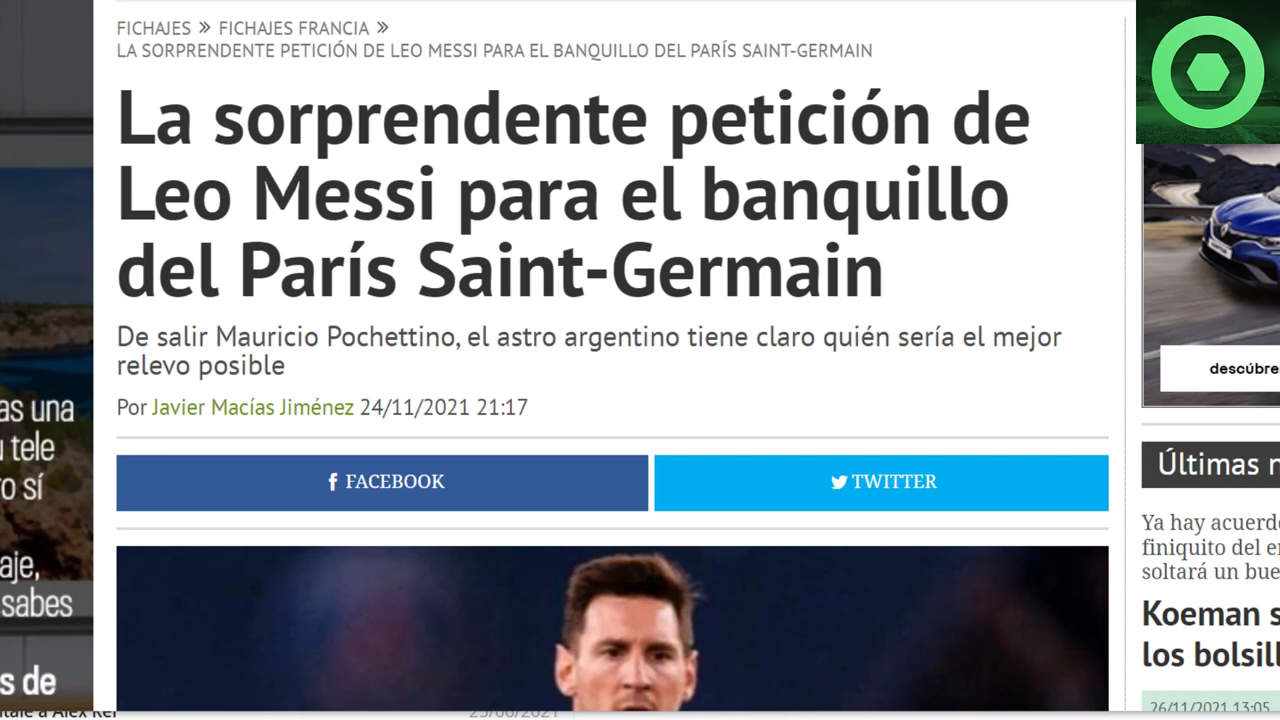 FICHAJES » FICHAJES FRANCIA »
LA SORPRENDENTE PETICIÓN DE LEO MESSI PARA EL BANQUILLO DEL PARÍS SAINT-GERMAIN
La sorprendente petición de
Leo Messi para el banquillo
del París Saint-Germain
De salir Mauricio Pochettino, el astro argentino tiene claro quién sería el mejor
relevo posible
Por Javier Macías Jiménez 24/11/2021 21:17
FACEBOOK
TWITTER
as una
tele
o sí
aje,
sabes
s de
descúbre
Últimas
Ya hay acuerd
finiquito del
soltará un bue
Koeman s
los bolsil
26/11/2021 13:05